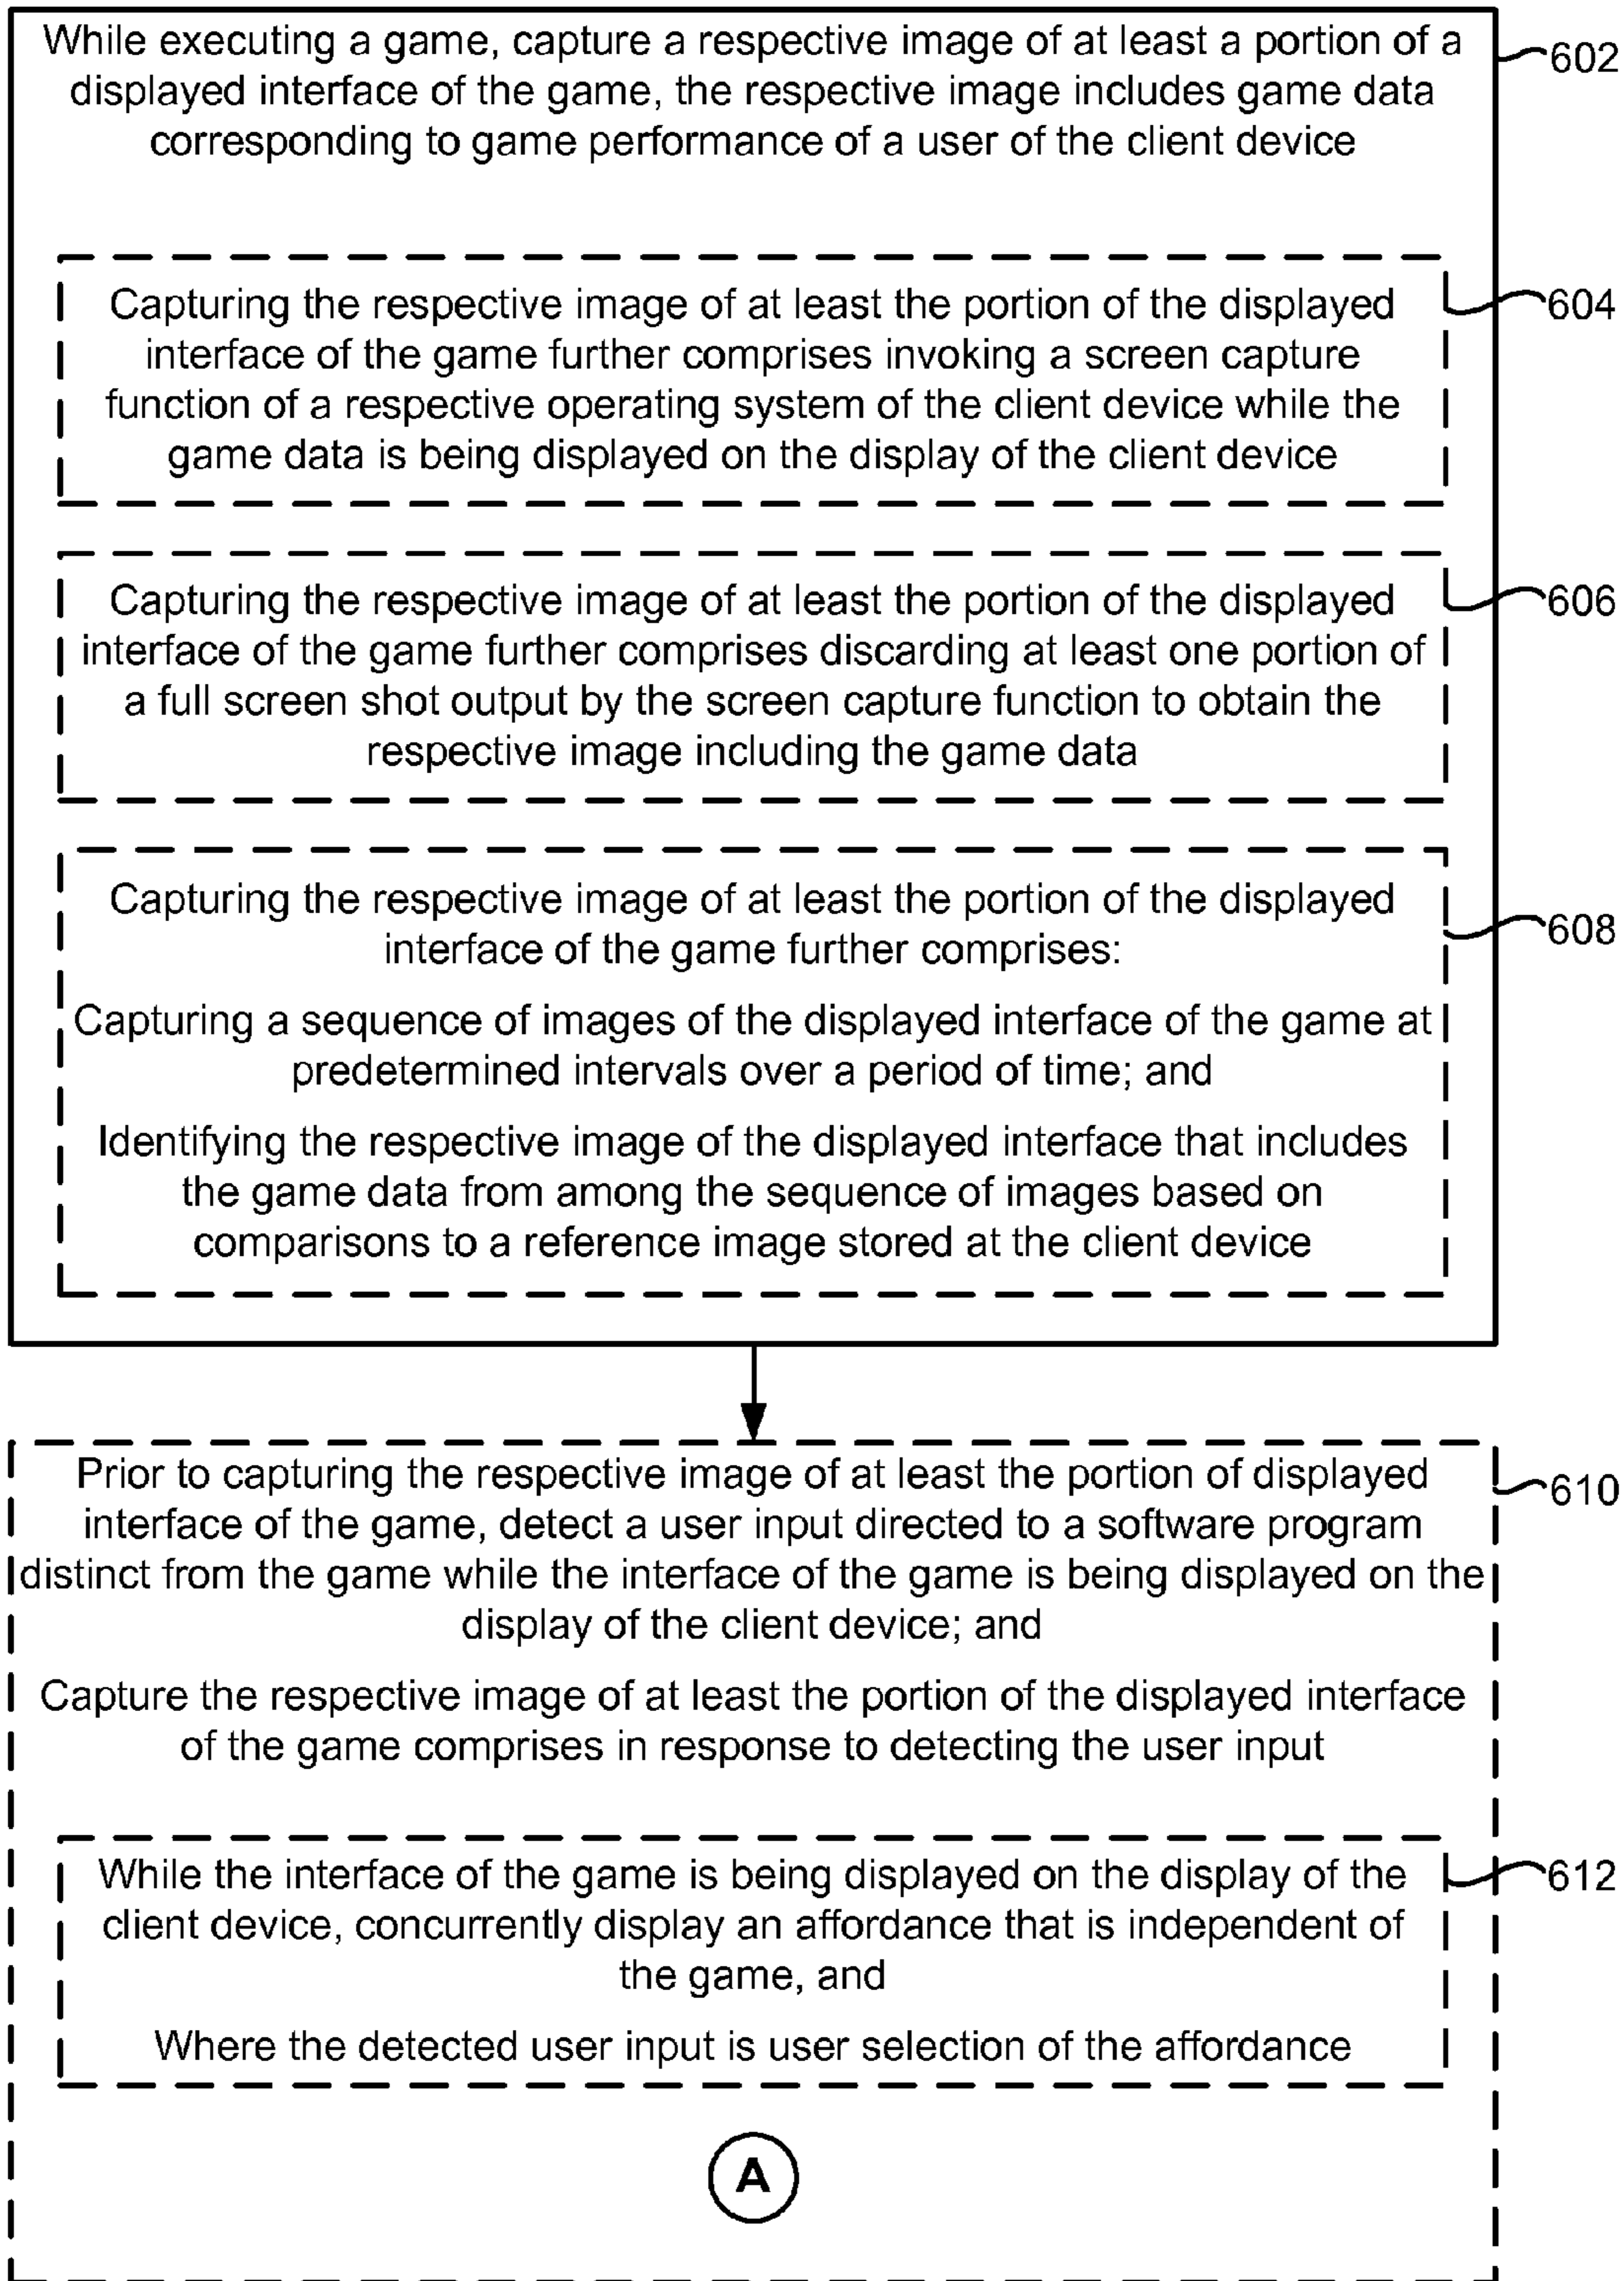 While executing a game, capture a respective image of at least a portion of a
displayed interface of the game, the respective image includes game data
corresponding to game performance of a user of the client device
602
Capturing the respective image of at least the portion of the displayed
interface of the game further comprises invoking a screen capture
function of a respective operating system of the client device while the
game data is being displayed on the display of the client device
604
Capturing the respective image of at least the portion of the displayed
interface of the game further comprises discarding at least one portion of
a full screen shot output by the screen capture function to obtain the
respective image including the game data
606
Capturing the respective image of at least the portion of the displayed
interface of the game further comprises:
Capturing a sequence of images of the displayed interface of the game at
predetermined intervals over a period of time; and
Identifying the respective image of the displayed interface that includes
the game data from among the sequence of images based on
comparisons to a reference image stored at the client device
608
Prior to capturing the respective image of at least the portion of displayed
interface of the game, detect a user input directed to a software program
distinct from the game while the interface of the game is being displayed on the
display of the client device; and
Capture the respective image of at least the portion of the displayed interface
of the game comprises in response to detecting the user input
610
While the interface of the game is being displayed on the display of the
client device, concurrently display an affordance that is independent of
the game, and
Where the detected user input is user selection of the affordance
612
A